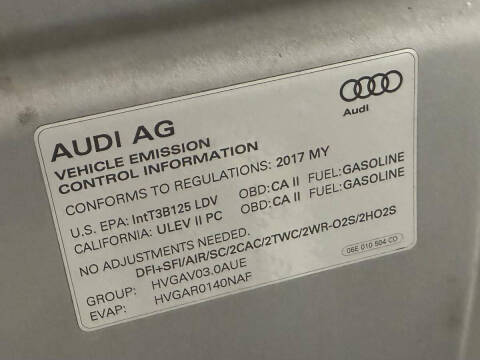 Audi
AUDI AG
VEHICLE EMISSION
CONTROL INFORMATION
CONFORMS TO REGULATIONS: 2017 MY
U.S. EPA: IntT3B125 LDV OBD:CA II FUEL:GASOLINE
CALIFORNIA: ULEV II PC OBD:CA II FUEL:GASOLINE
NO ADJUSTMENTS NEEDED.
DFI+SFI/AIR/SC/2CAC/2TWC/2WR-O2S/2HO2S
GROUP: HVGAV03.0AUE
EVAP: HVGAR0140NAF
06E 010 504 CD